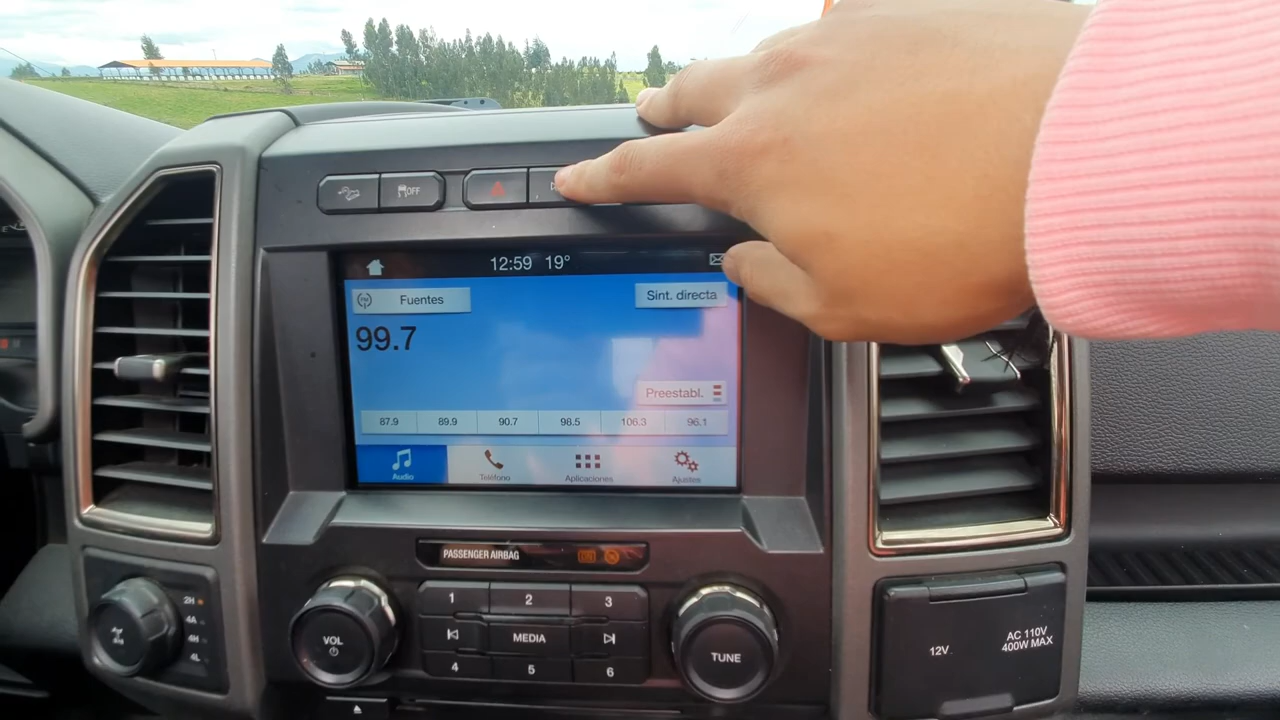 OFF
12:59 19°
FM Fuentes
Sint. directa
99.7
Preestabl.
87.9 89.9 90.7 98.5 106.3 96.1
Audio Teléfono Aplicaciones Ajustes
PASSENGER AIRBAG
2H
4A
4H
4L
1 2 3
VOL
MEDIA
TUNE
4 5 6
12V
AC 110V
400W MAX